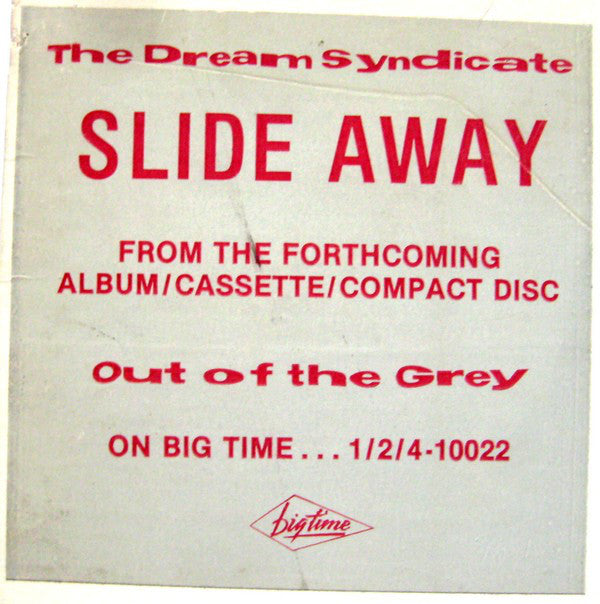 The Dream Syndicate
SLIDE AWAY
FROM THE FORTHCOMING
ALBUM/CASSETTE/COMPACT DISC
Out of the Grey
ON BIG TIME... 1/2/4-10022
bigtime